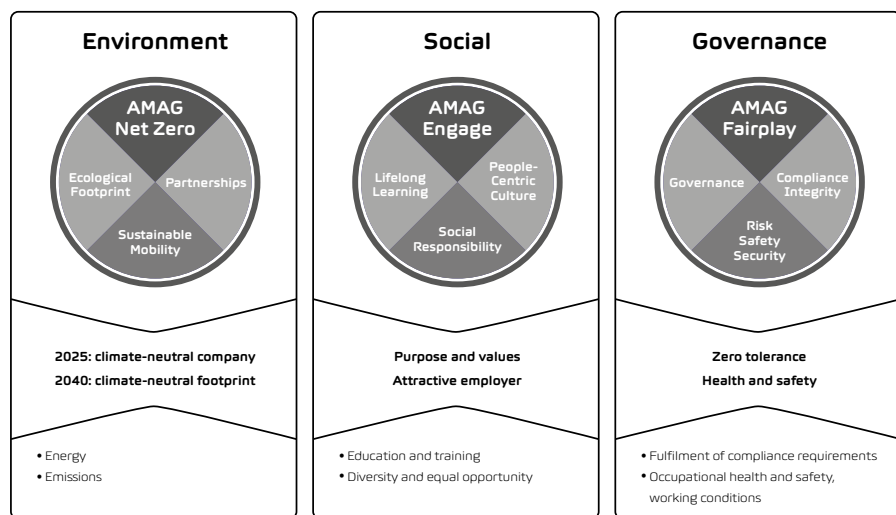 Environment
AMAG
Net Zero
Ecological
Footprint
Partnerships
Sustainable
Mobility
2025: climate-neutral company
2040: climate-neutral footprint
• Energy
• Emissions
Social
AMAG
Engage
Lifelong
Learning
People-
Centric
Culture
Social
Responsibility
Purpose and values
Attractive employer
• Education and training
• Diversity and equal opportunity
Governance
AMAG
Fairplay
Governance
Compliance
Integrity
Risk
Safety
Security
Zero tolerance
Health and safety
• Fulfilment of compliance requirements
• Occupational health and safety,
working conditions